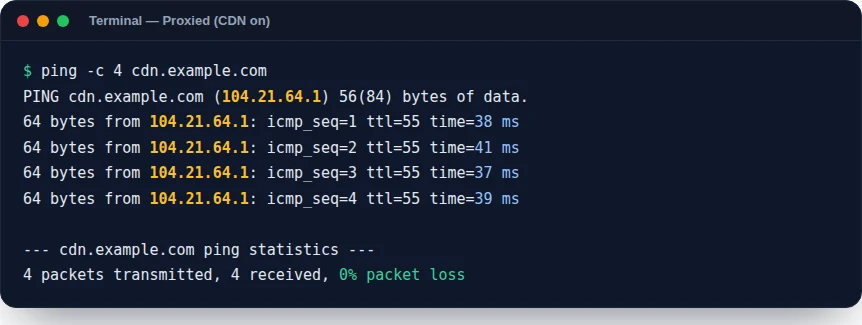 Terminal — Proxied (CDN on)
$ ping -c 4 cdn.example.com
PING cdn.example.com (104.21.64.1) 56(84) bytes of data.
64 bytes from 104.21.64.1: icmp_seq=1 ttl=55 time=38 ms
64 bytes from 104.21.64.1: icmp_seq=2 ttl=55 time=41 ms
64 bytes from 104.21.64.1: icmp_seq=3 ttl=55 time=37 ms
64 bytes from 104.21.64.1: icmp_seq=4 ttl=55 time=39 ms
--- cdn.example.com ping statistics ---
4 packets transmitted, 4 received, 0% packet loss